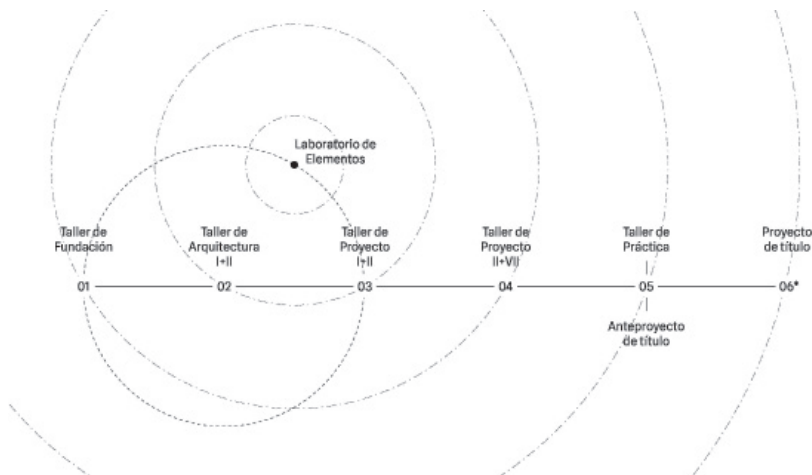 Laboratorio de
Elementos
Taller de
Fundación
Taller de
Arquitectura
I+II
Taller de
Proyecto
I+II
Taller de
Proyecto
II+VII
Taller de
Práctica
Proyecto
de título
01
02
03
04
05
06*
Anteproyecto
de título